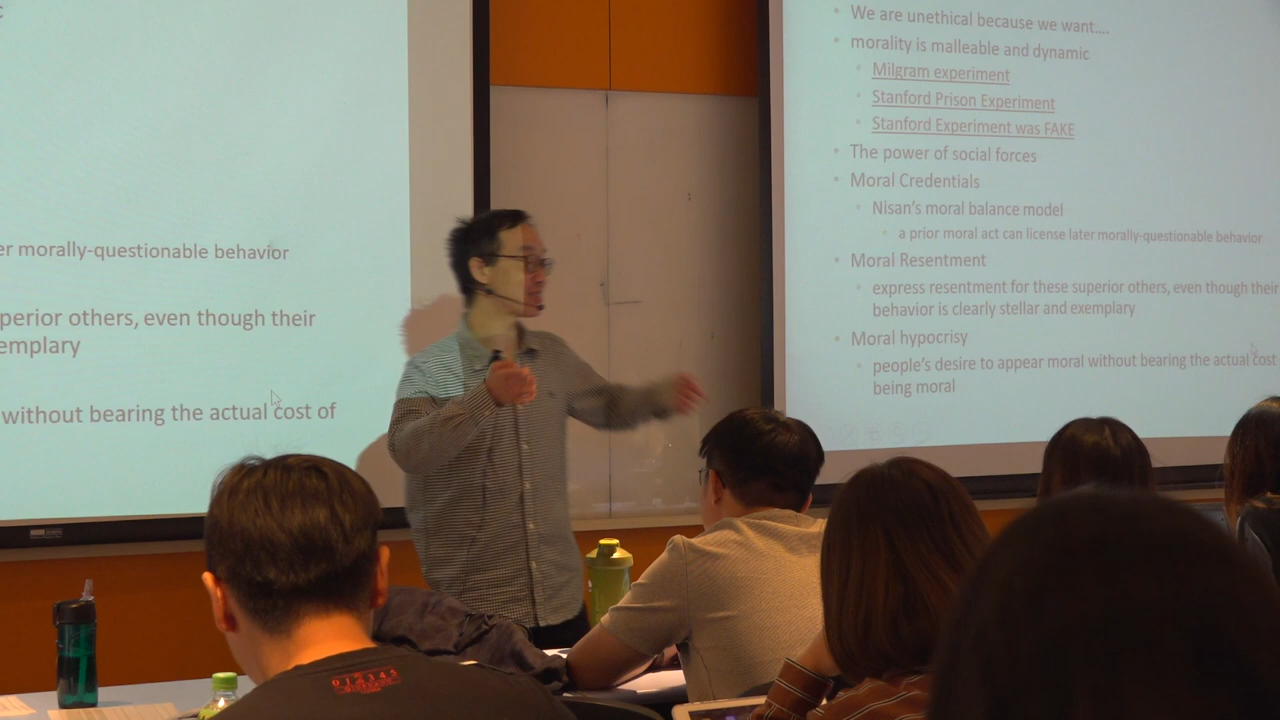 er morally-questionable behavior
perior others, even though their
emplary
without bearing the actual cost of
We are unethical because we want....
morality is malleable and dynamic
Milgram experiment
Stanford Prison Experiment
Stanford Experiment was FAKE
The power of social forces
Moral Credentials
Nisan's moral balance model
a prior moral act can license later morally-questionable behavior
Moral Resentment
express resentment for these superior others, even though their
behavior is clearly stellar and exemplary
Moral hypocrisy
people's desire to appear moral without bearing the actual cost
being moral
012345